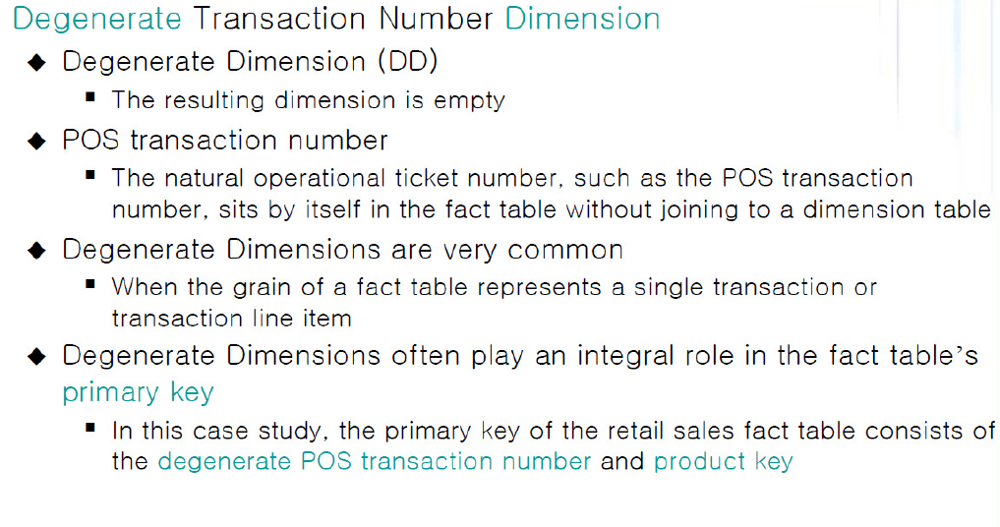 Degenerate Transaction Number Dimension
◆ Degenerate Dimension (DD)
▪ The resulting dimension is empty
◆ POS transaction number
▪ The natural operational ticket number, such as the POS transaction
number, sits by itself in the fact table without joining to a dimension table
◆ Degenerate Dimensions are very common
▪ When the grain of a fact table represents a single transaction or
transaction line item
◆ Degenerate Dimensions often play an integral role in the fact table’s
primary key
▪ In this case study, the primary key of the retail sales fact table consists of
the degenerate POS transaction number and product key